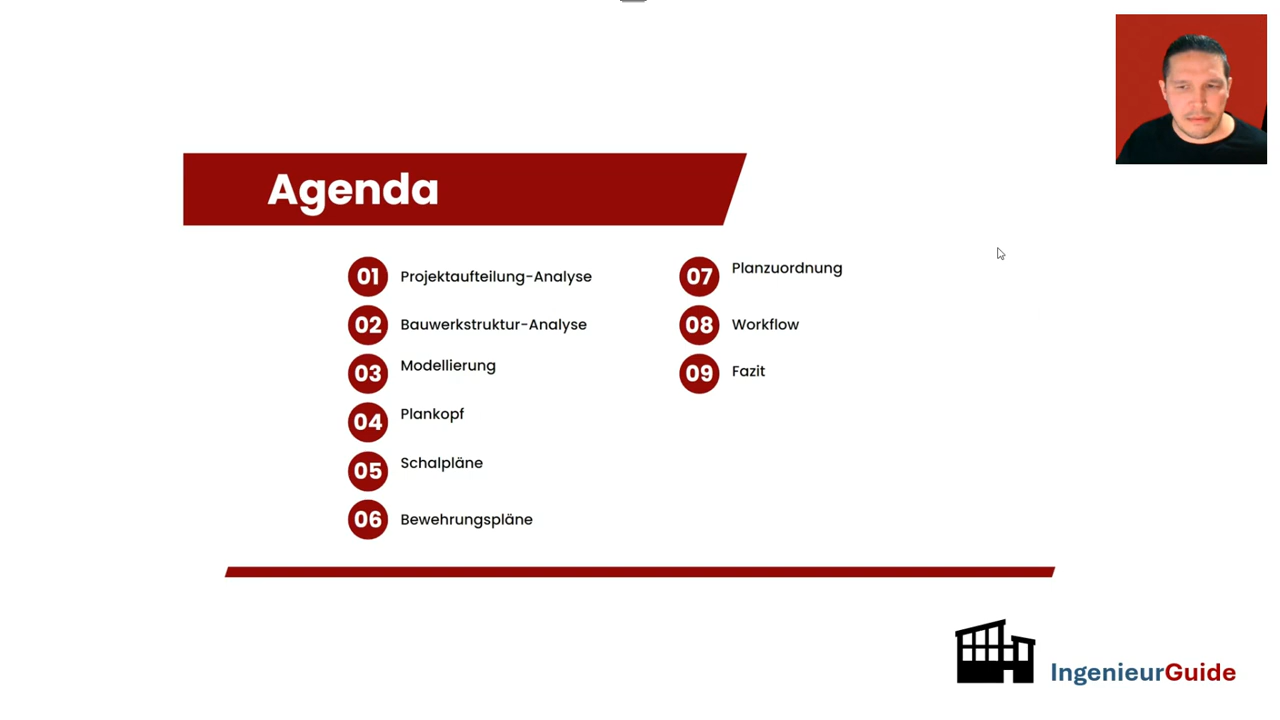 Agenda
01 Projektaufteilung-Analyse
02 Bauwerkstruktur-Analyse
03 Modellierung
04 Plankopf
05 Schalpläne
06 Bewehrungspläne
07 Planzuordnung
08 Workflow
09 Fazit
IngenieurGuide